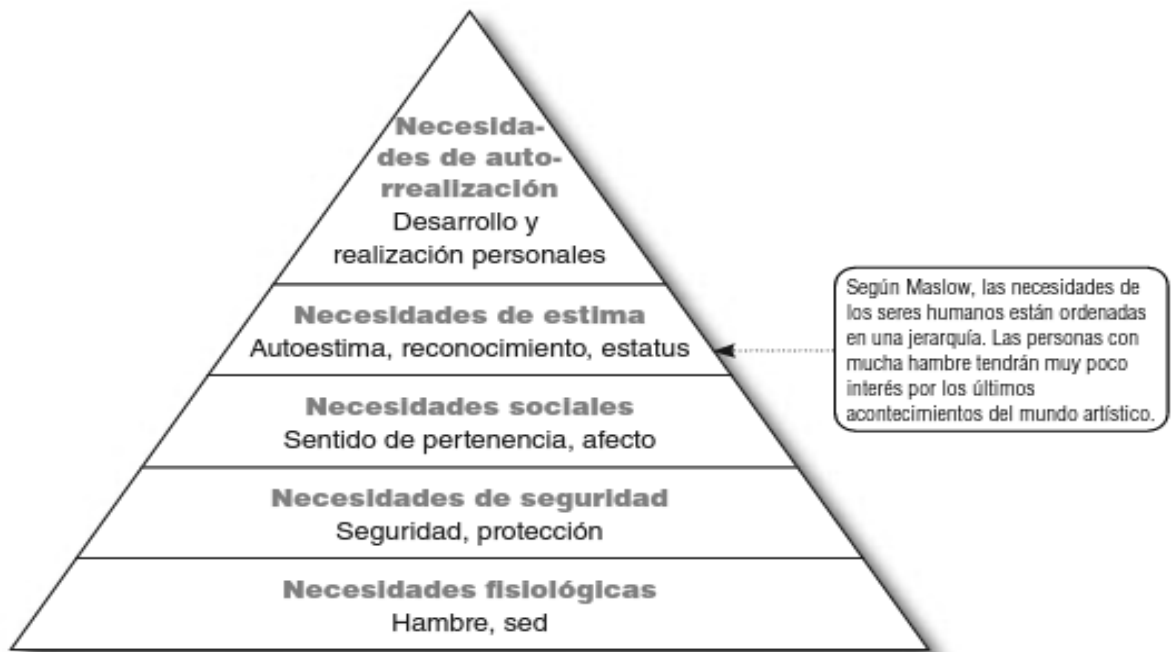 Necesida-
des de auto-
rrealización
Desarrollo y
realización personales
Necesidades de estima
Autoestima, reconocimiento, estatus
Necesidades sociales
Sentido de pertenencia, afecto
Necesidades de seguridad
Seguridad, protección
Necesidades fisiológicas
Hambre, sed
Según Maslow, las necesidades de
los seres humanos están ordenadas
en una jerarquía. Las personas con
mucha hambre tendrán muy poco
interés por los últimos
acontecimientos del mundo artístico.